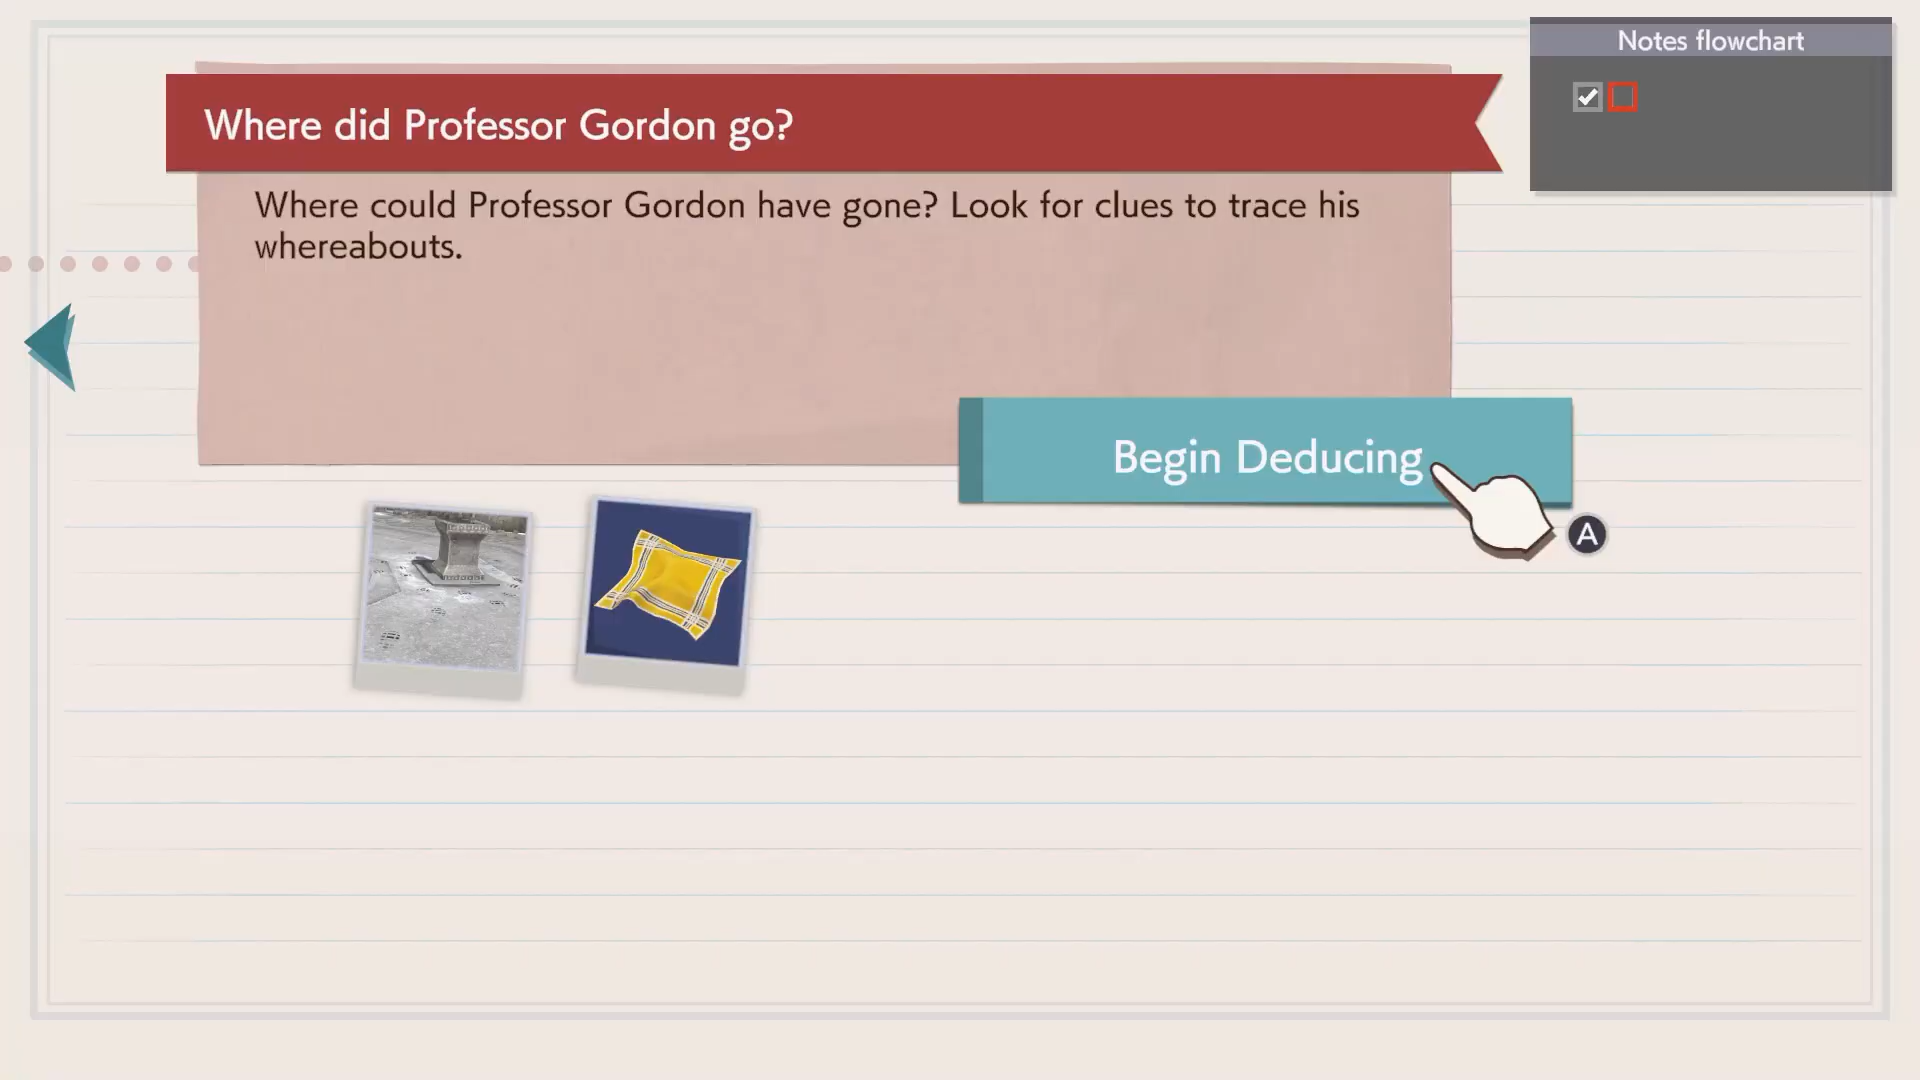 Notes flowchart
Where did Professor Gordon go?
Where could Professor Gordon have gone? Look for clues to trace his
whereabouts.
Begin Deducing
A